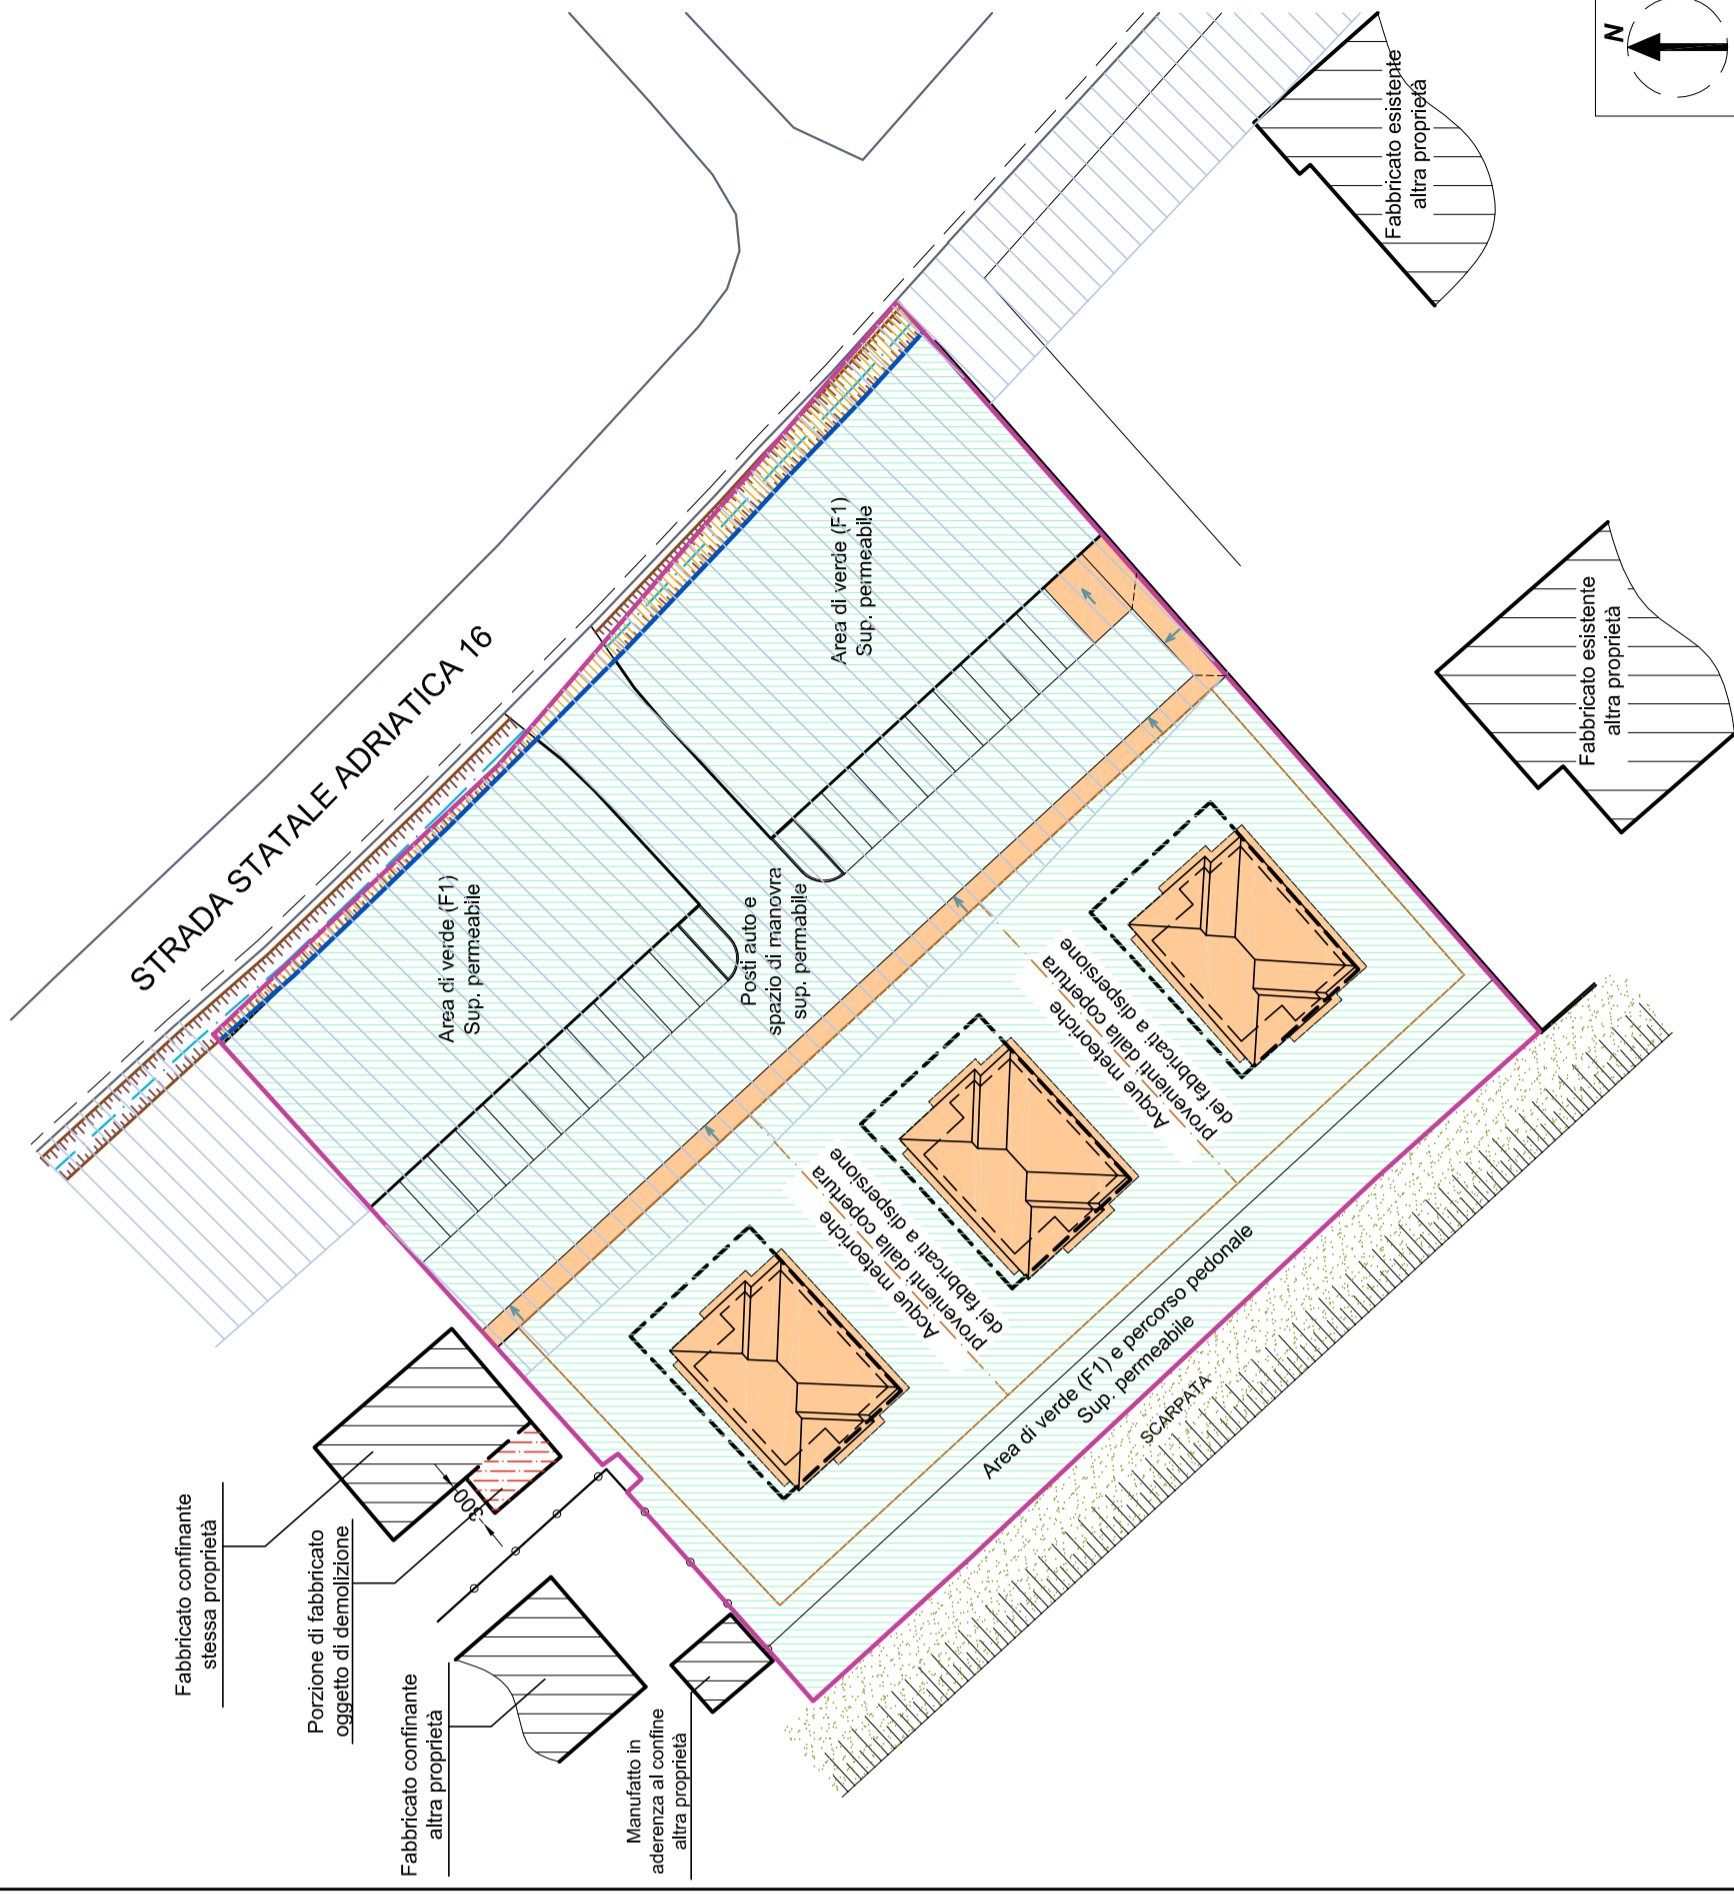 STRADA STATALE ADRIATICA 16
N
Fabbricato esistente
altra proprietà
Area di verde (F1)
Sup. permeabile
Area di verde (F1)
Sup. permeabile
Posti auto e
spazio di manovra
sup. permabile
Fabbricato esistente
altra proprietà
Acque meteoriche
provenienti dalla copertura
dei fabbricati a dispersione
Acque meteoriche
provenienti dalla copertura
dei fabbricati a dispersione
Area di verde (F1) e percorso pedonale
Sup. permeabile
SCARPATA
Fabbricato confinante
stessa proprietà
Porzione di fabbricato
oggetto di demolizione
300
Fabbricato confinante
altra proprietà
Manufatto in
aderenza al confine
altra proprietà